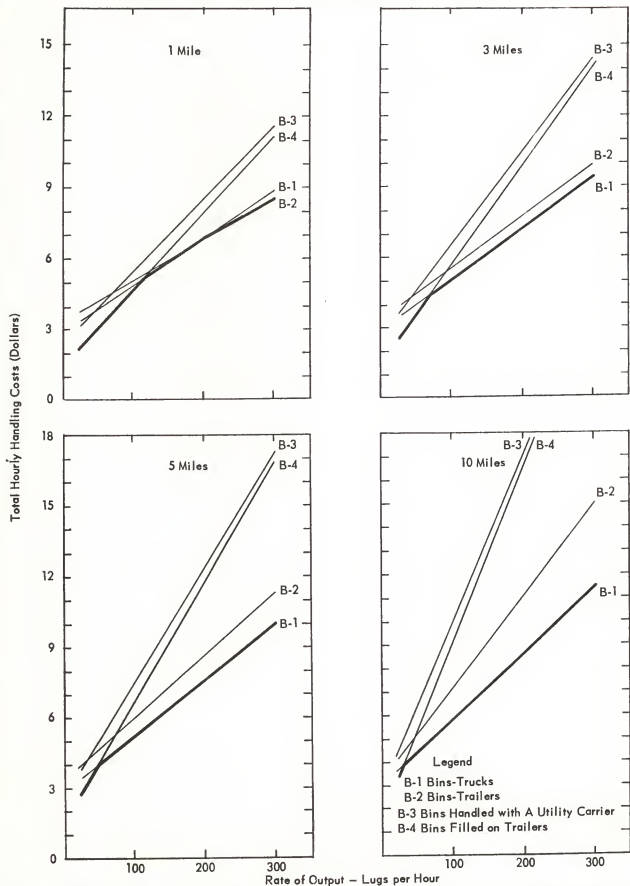 Total Hourly Handling Costs (Dollars)
1 Mile
15
12
9
6
3
0
B-3
B-4
B-1
B-2
3 Miles
B-3
B-4
B-2
B-1
5 Miles
18
15
12
9
6
3
0
B-3
B-4
B-2
B-1
100
200
300
10 Miles
B-3
B-4
B-2
B-1
Legend
B-1 Bins-Trucks
B-2 Bins-Trailers
B-3 Bins Handled with A Utility Carrier
B-4 Bins Filled on Trailers
100
200
300
Rate of Output – Lugs per Hour